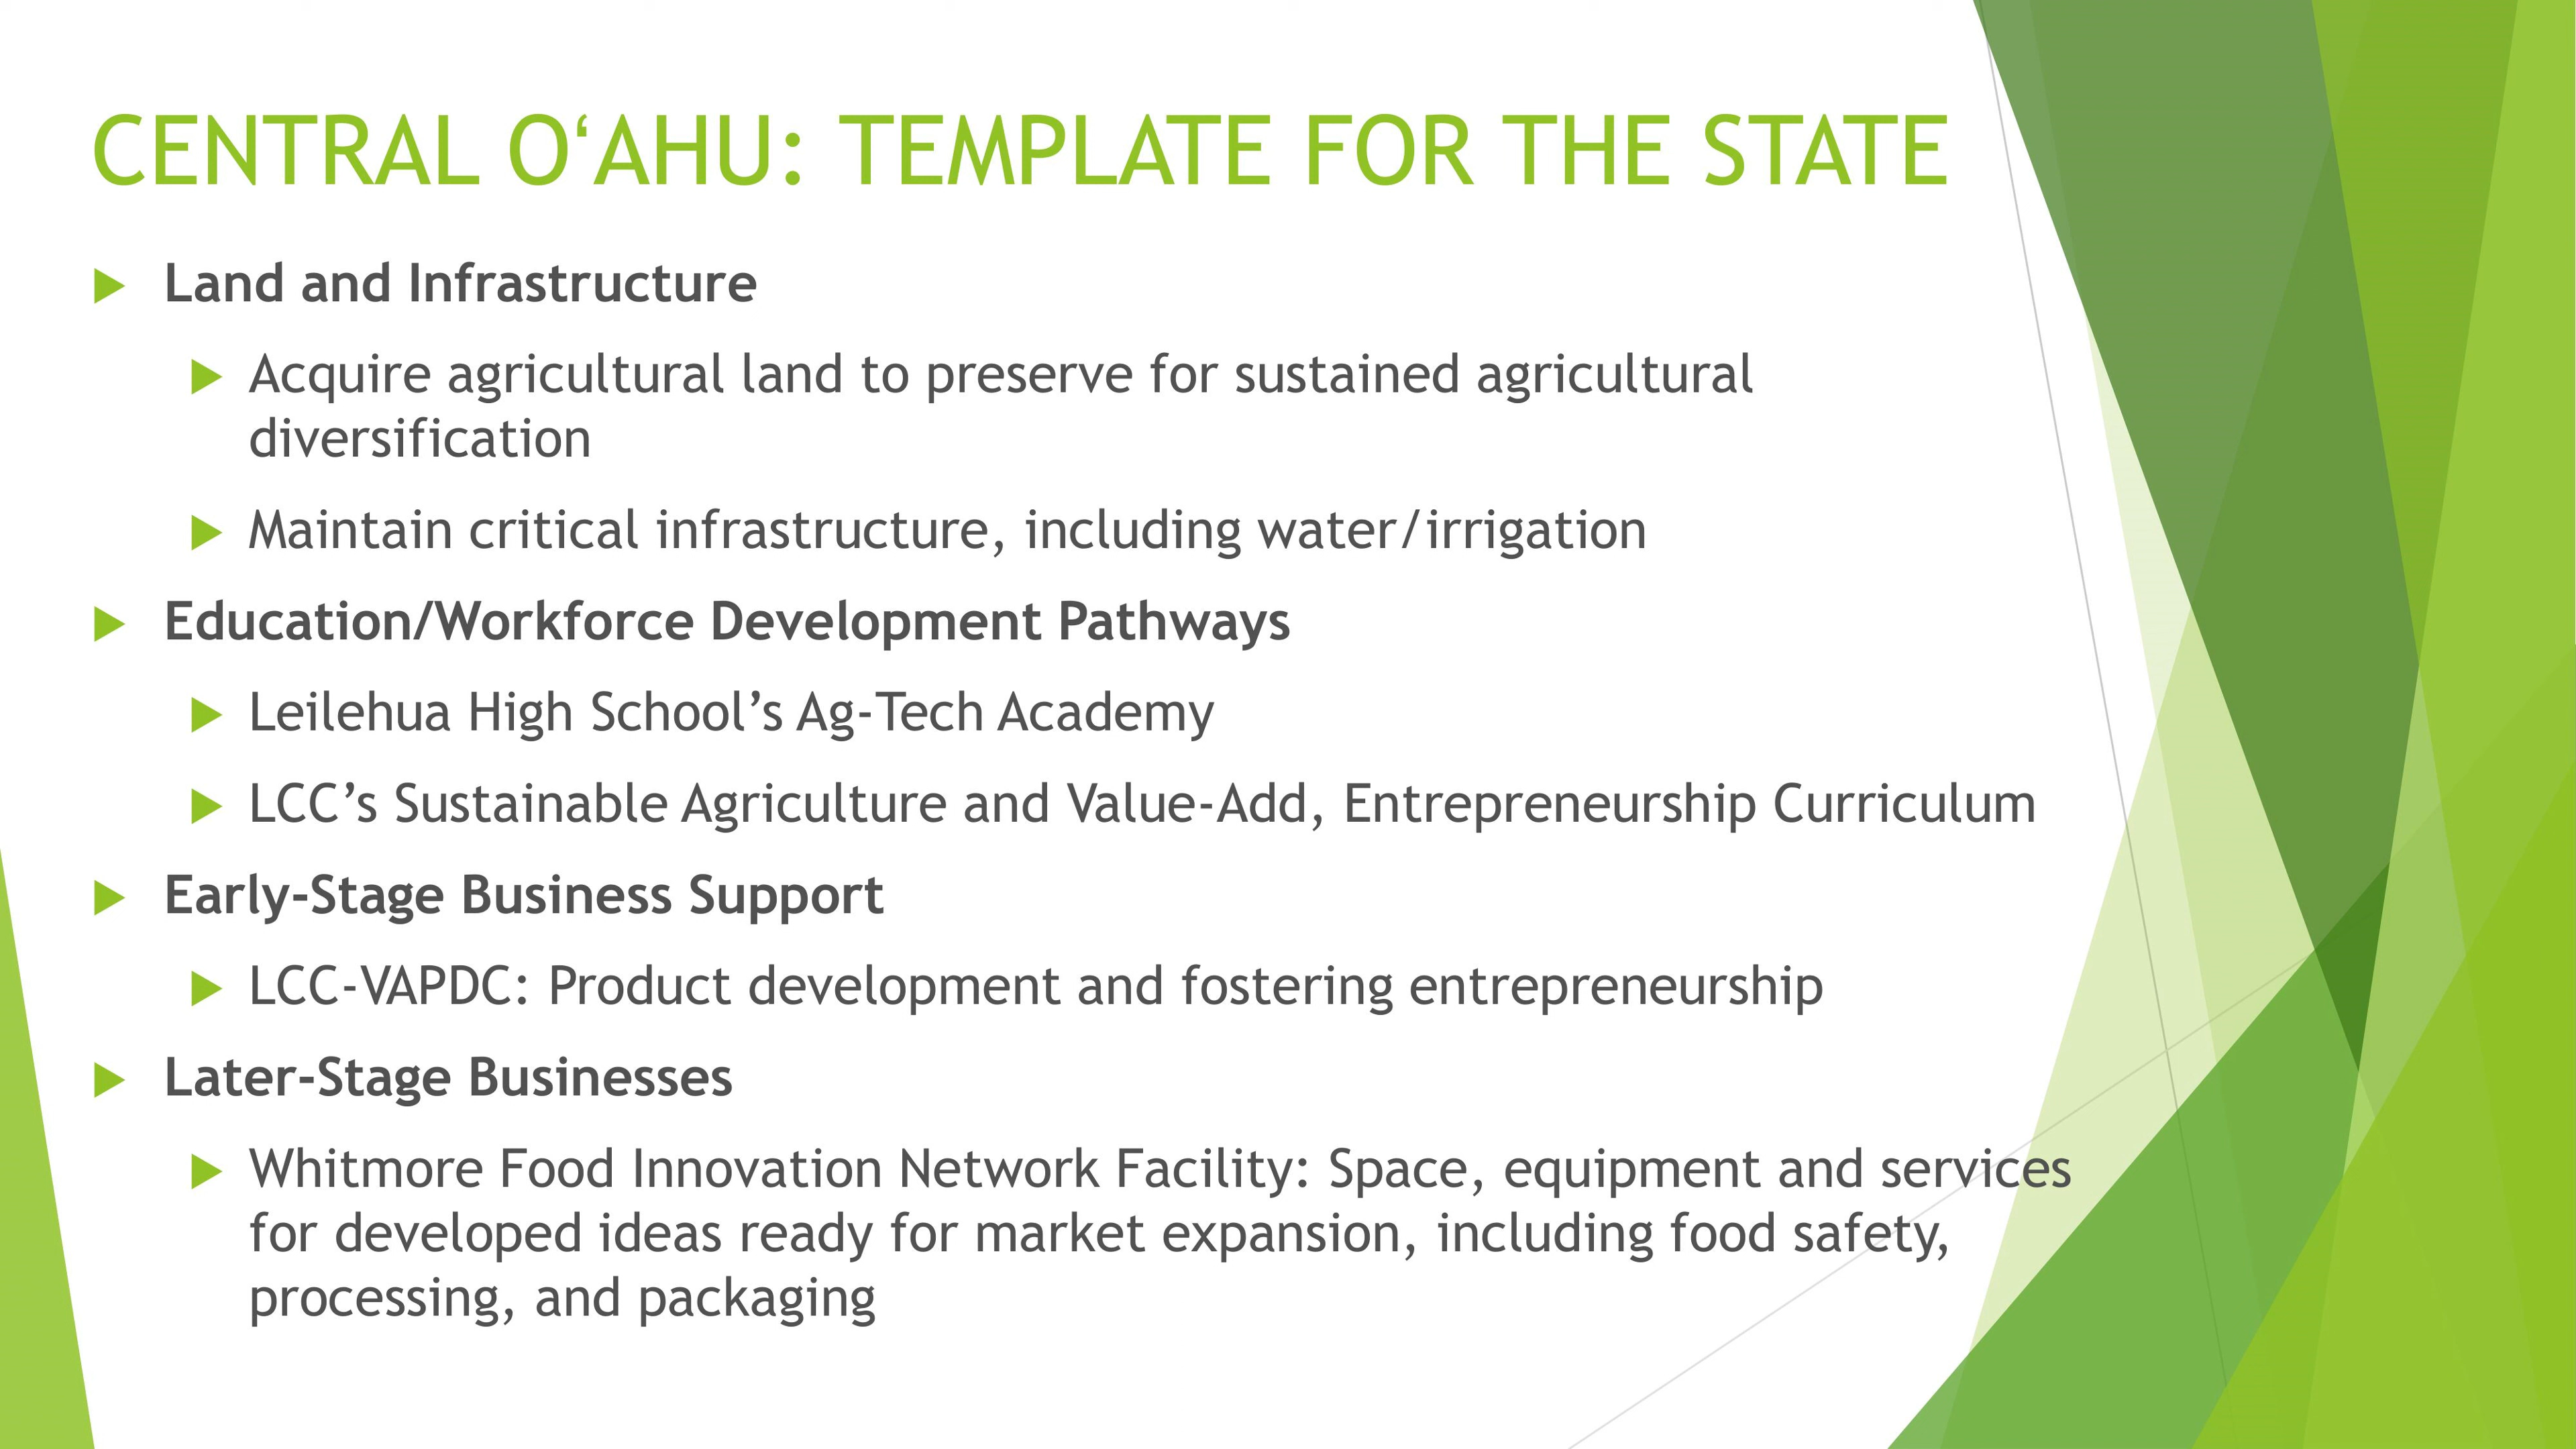 CENTRAL OʻAHU: TEMPLATE FOR THE STATE
Land and Infrastructure
Acquire agricultural land to preserve for sustained agricultural
diversification
Maintain critical infrastructure, including water/irrigation
Education/Workforce Development Pathways
Leilehua High School’s Ag-Tech Academy
LCC’s Sustainable Agriculture and Value-Add, Entrepreneurship Curriculum
Early-Stage Business Support
LCC-VAPDC: Product development and fostering entrepreneurship
Later-Stage Businesses
Whitmore Food Innovation Network Facility: Space, equipment and services
for developed ideas ready for market expansion, including food safety,
processing, and packaging